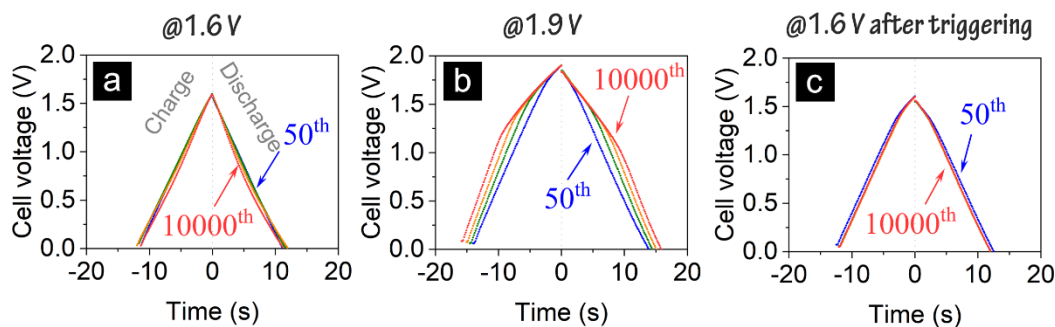 @1.6 V
@1.9 V
@1.6 V after triggering
a
Charge
Discharge
50th
10000th
2.0
1.5
1.0
0.5
0.0
-20 -10 0 10 20
Cell voltage (V)
Time (s)
b
10000th
50th
2.0
1.5
1.0
0.5
0.0
-20 -10 0 10 20
Cell voltage (V)
Time (s)
c
50th
10000th
2.0
1.5
1.0
0.5
0.0
-20 -10 0 10 20
Cell voltage (V)
Time (s)